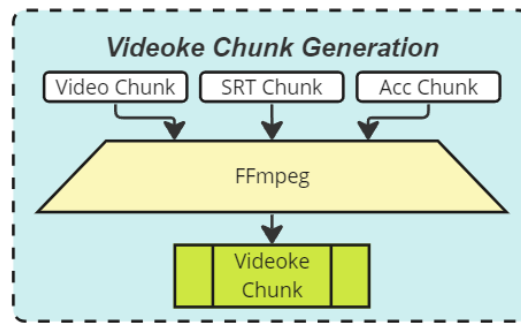 Videoke Chunk Generation
Video Chunk
SRT Chunk
Acc Chunk
FFmpeg
Videoke
Chunk